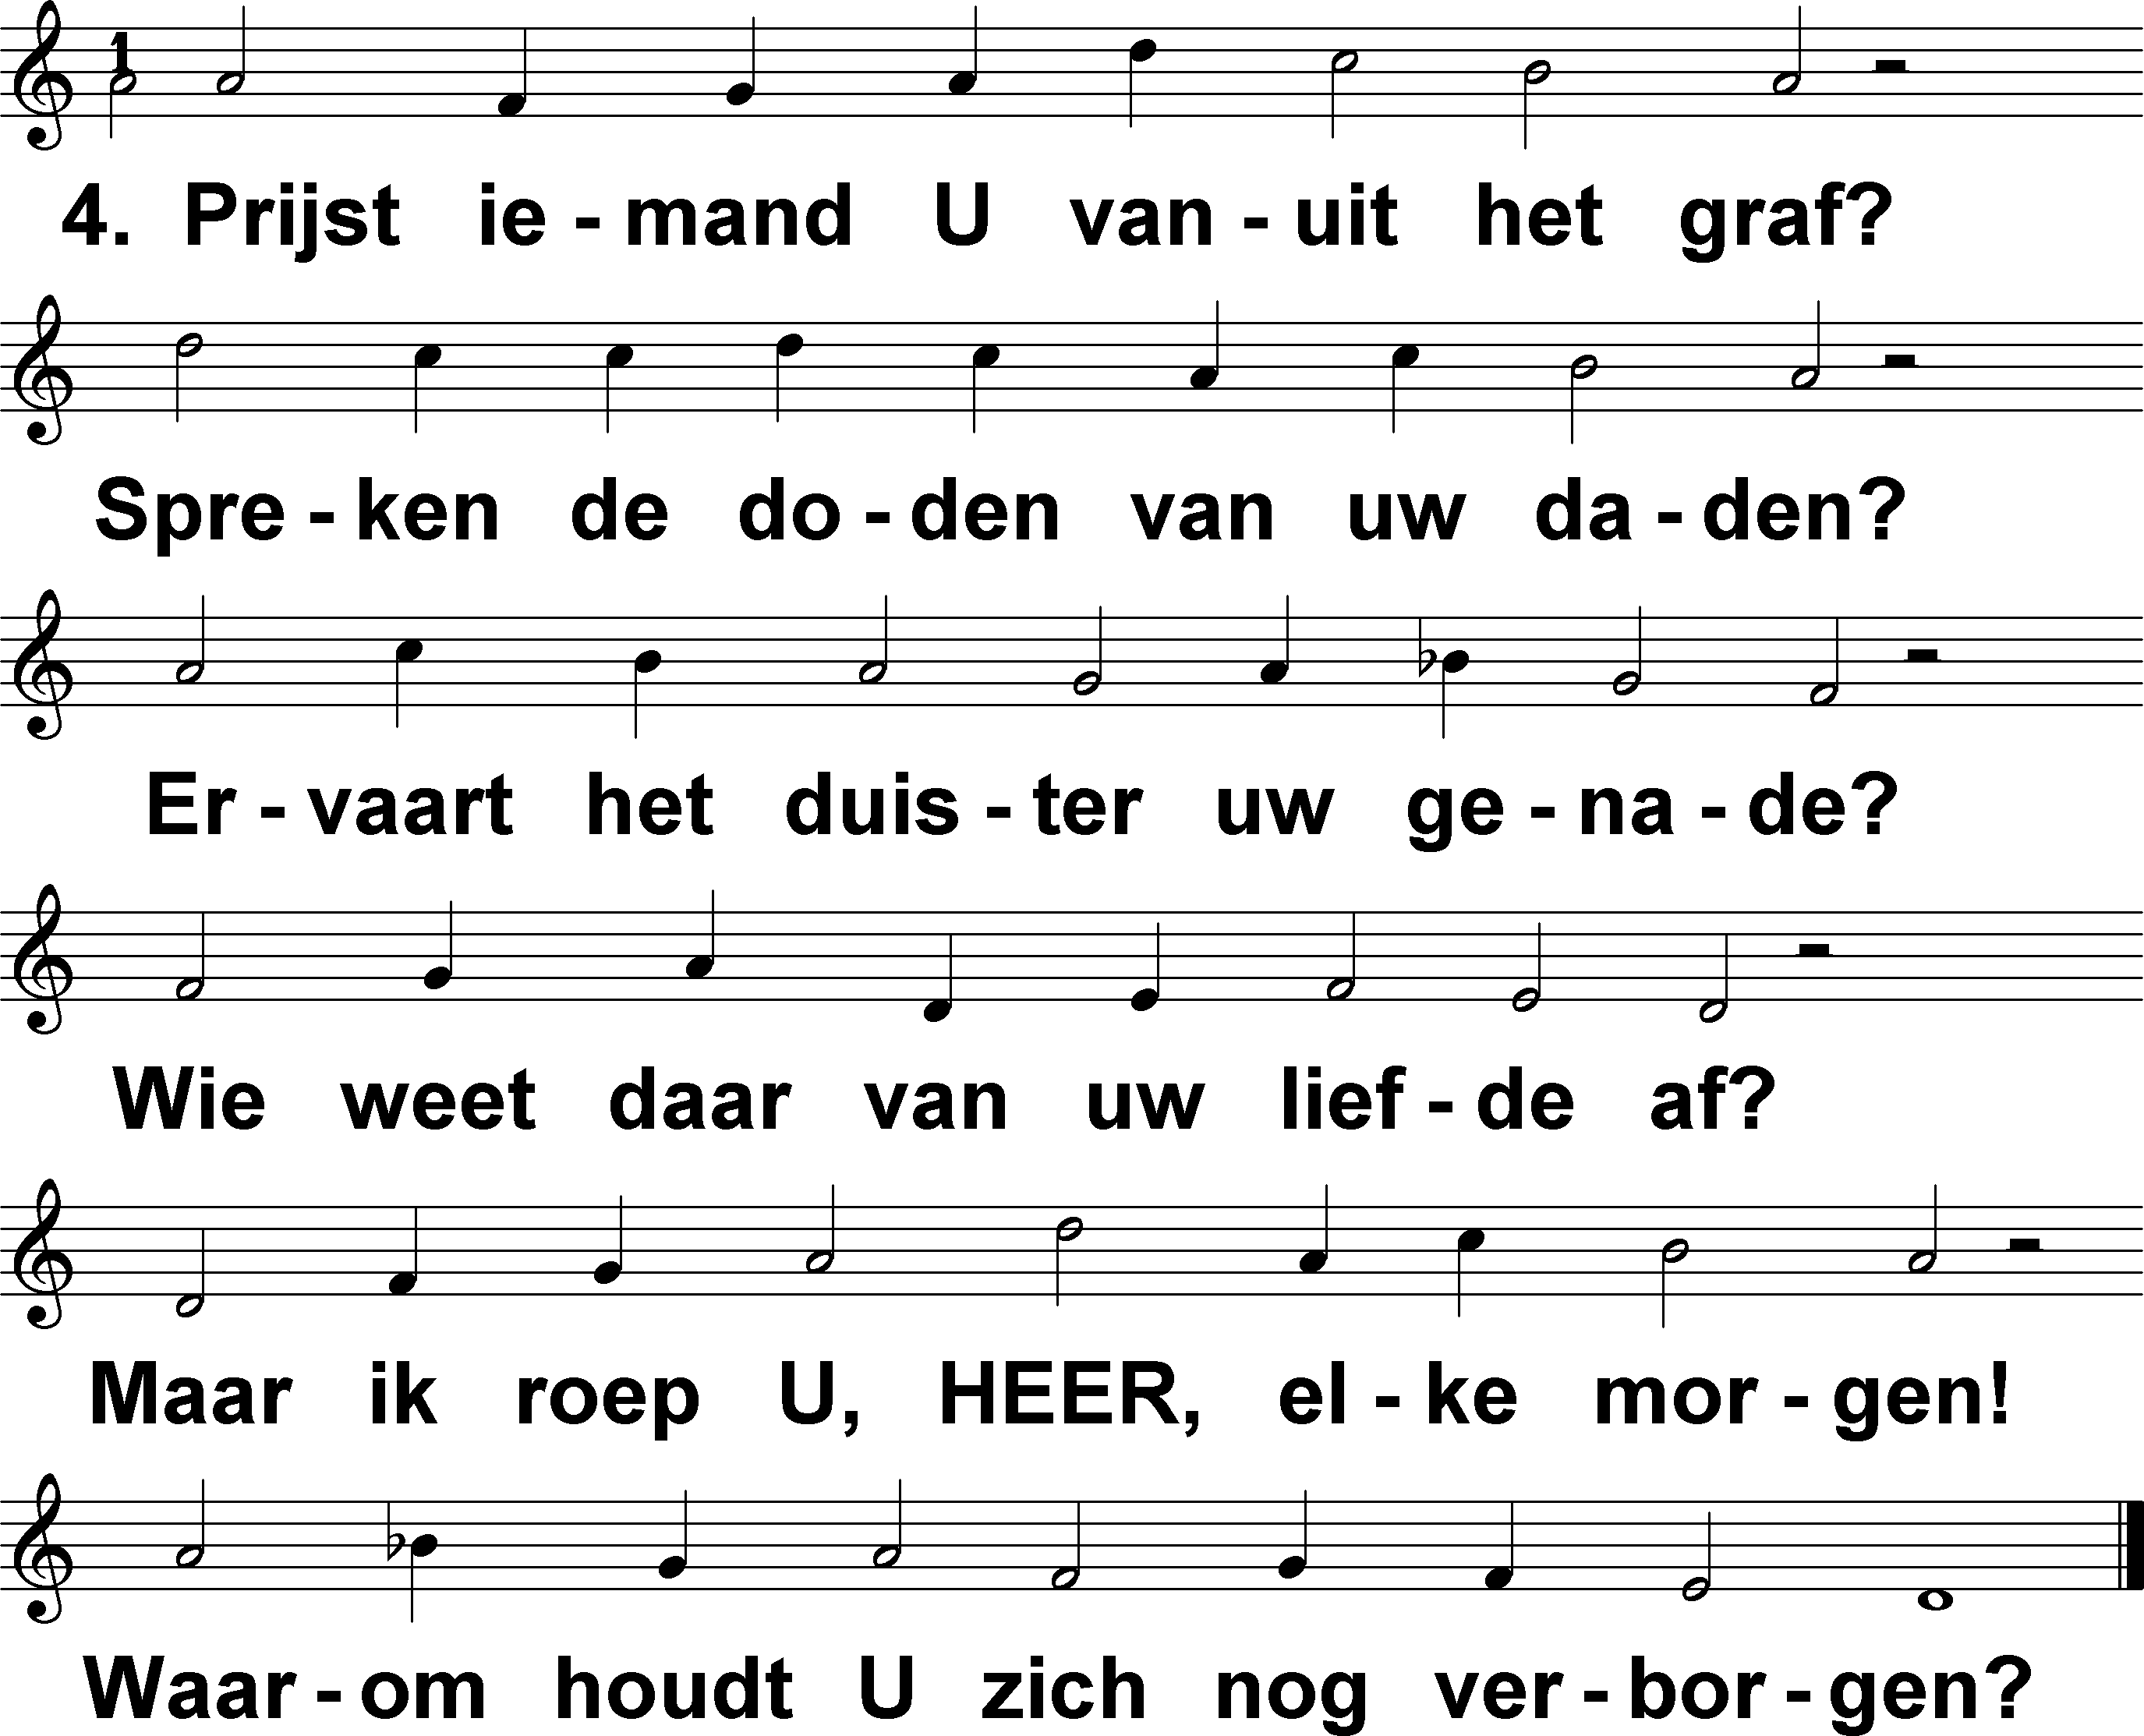 1
4. Prijst ie - mand U van - uit het graf?
Spre - ken de do - den van uw da - den?
Er - vaart het duis - ter uw ge - na - de?
Wie weet daar van uw lief - de af?
Maar ik roep U, HEER, el - ke mor - gen!
Waar - om houdt U zich nog ver - bor - gen?